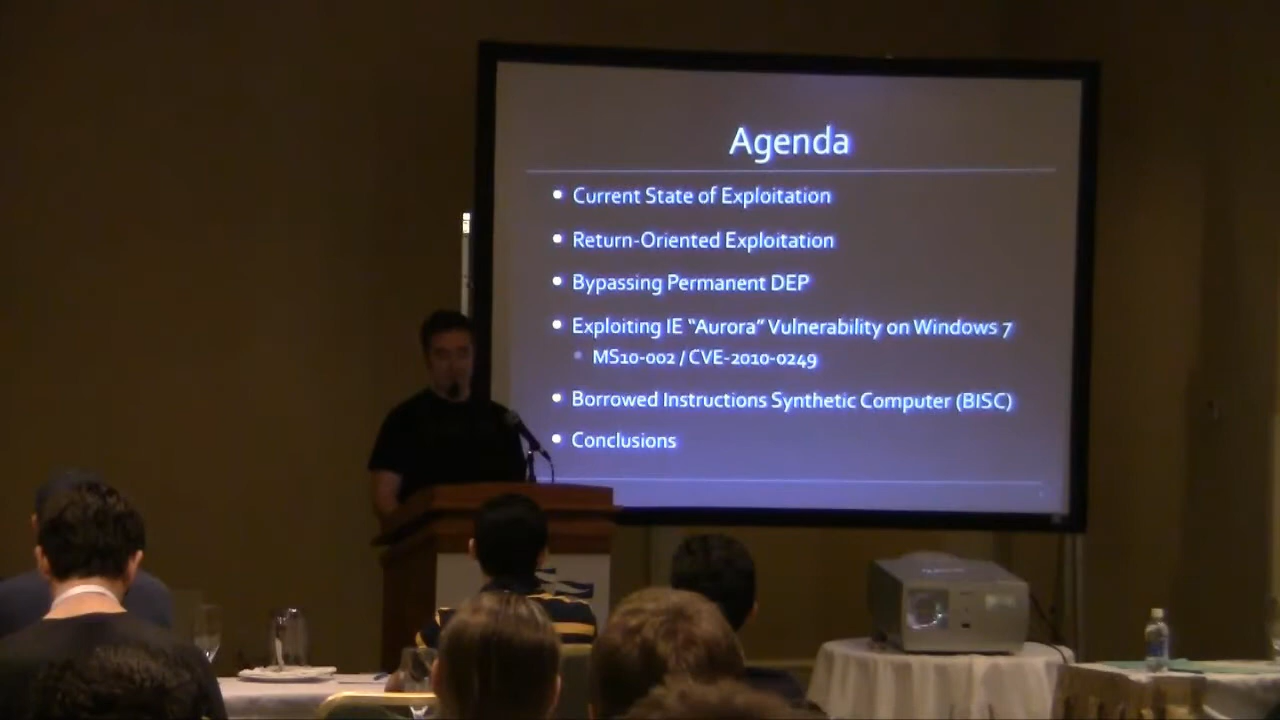 Agenda
Current State of Exploitation
Return-Oriented Exploitation
Bypassing Permanent DEP
Exploiting IE “Aurora” Vulnerability on Windows 7
MS10-002 / CVE-2010-0249
Borrowed Instructions Synthetic Computer (BISC)
Conclusions